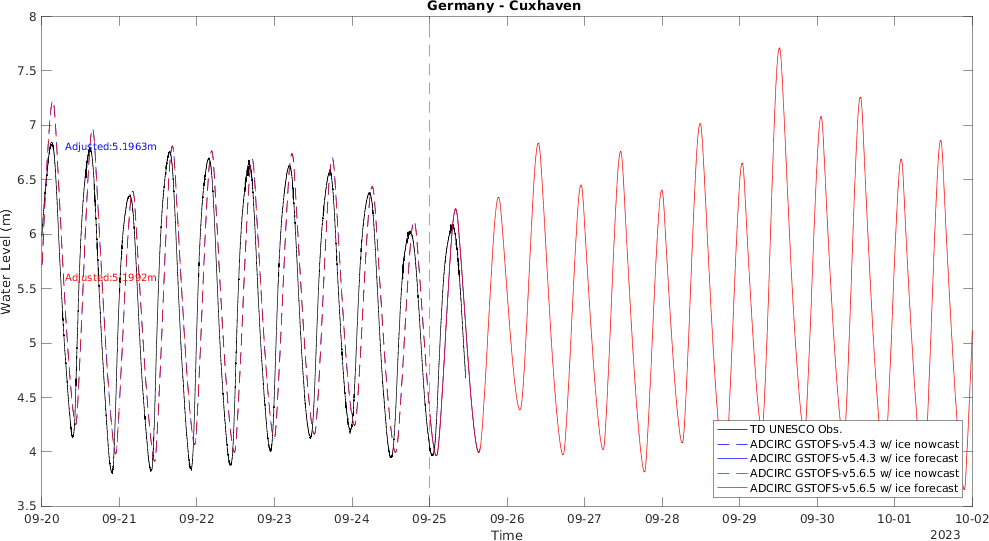 Germany - Cuxhaven
8
7.5
7
6.5
6
5.5
5
4.5
4
3.5
Water Level (m)
Adjusted:5.1963m
Adjusted:5.1992m
TD UNESCO Obs.
ADCIRC GSTOFS-v5.4.3 w/ ice nowcast
ADCIRC GSTOFS-v5.4.3 w/ ice forecast
ADCIRC GSTOFS-v5.6.5 w/ ice nowcast
ADCIRC GSTOFS-v5.6.5 w/ ice forecast
09-20 09-21 09-22 09-23 09-24 09-25 09-26 09-27 09-28 09-29 09-30 10-01 10-02
Time
2023